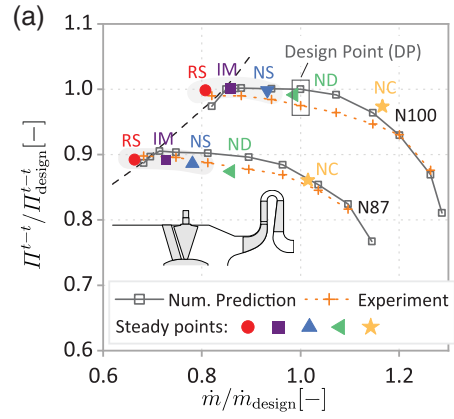 (a)
Design Point (DP)
RS IM NS ND NC
N100
RS IM NS ND NC
N87
1.1
1.0
0.9
0.8
0.7
0.6
Π^{t−t}/Π^{t−t}_{design}[−]
Num. Prediction Experiment
Steady points:
0.6 0.8 1.0 1.2
ṁ/ṁ_{design}[−]